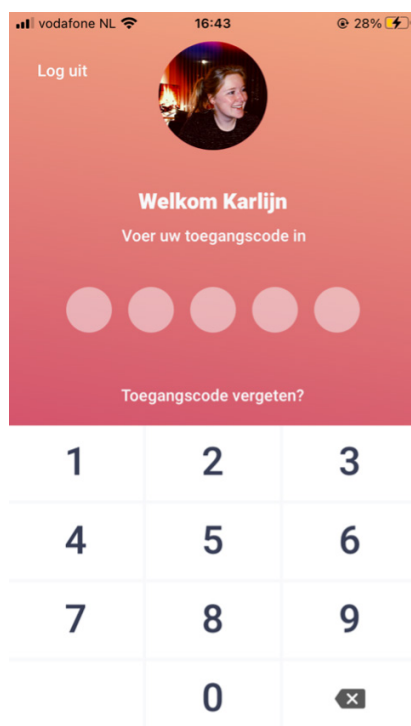 vodafone NL 16:43 28%
Log uit
Welkom Karlijn
Voer uw toegangscode in
Toegangscode vergeten?
1 2 3
4 5 6
7 8 9
0